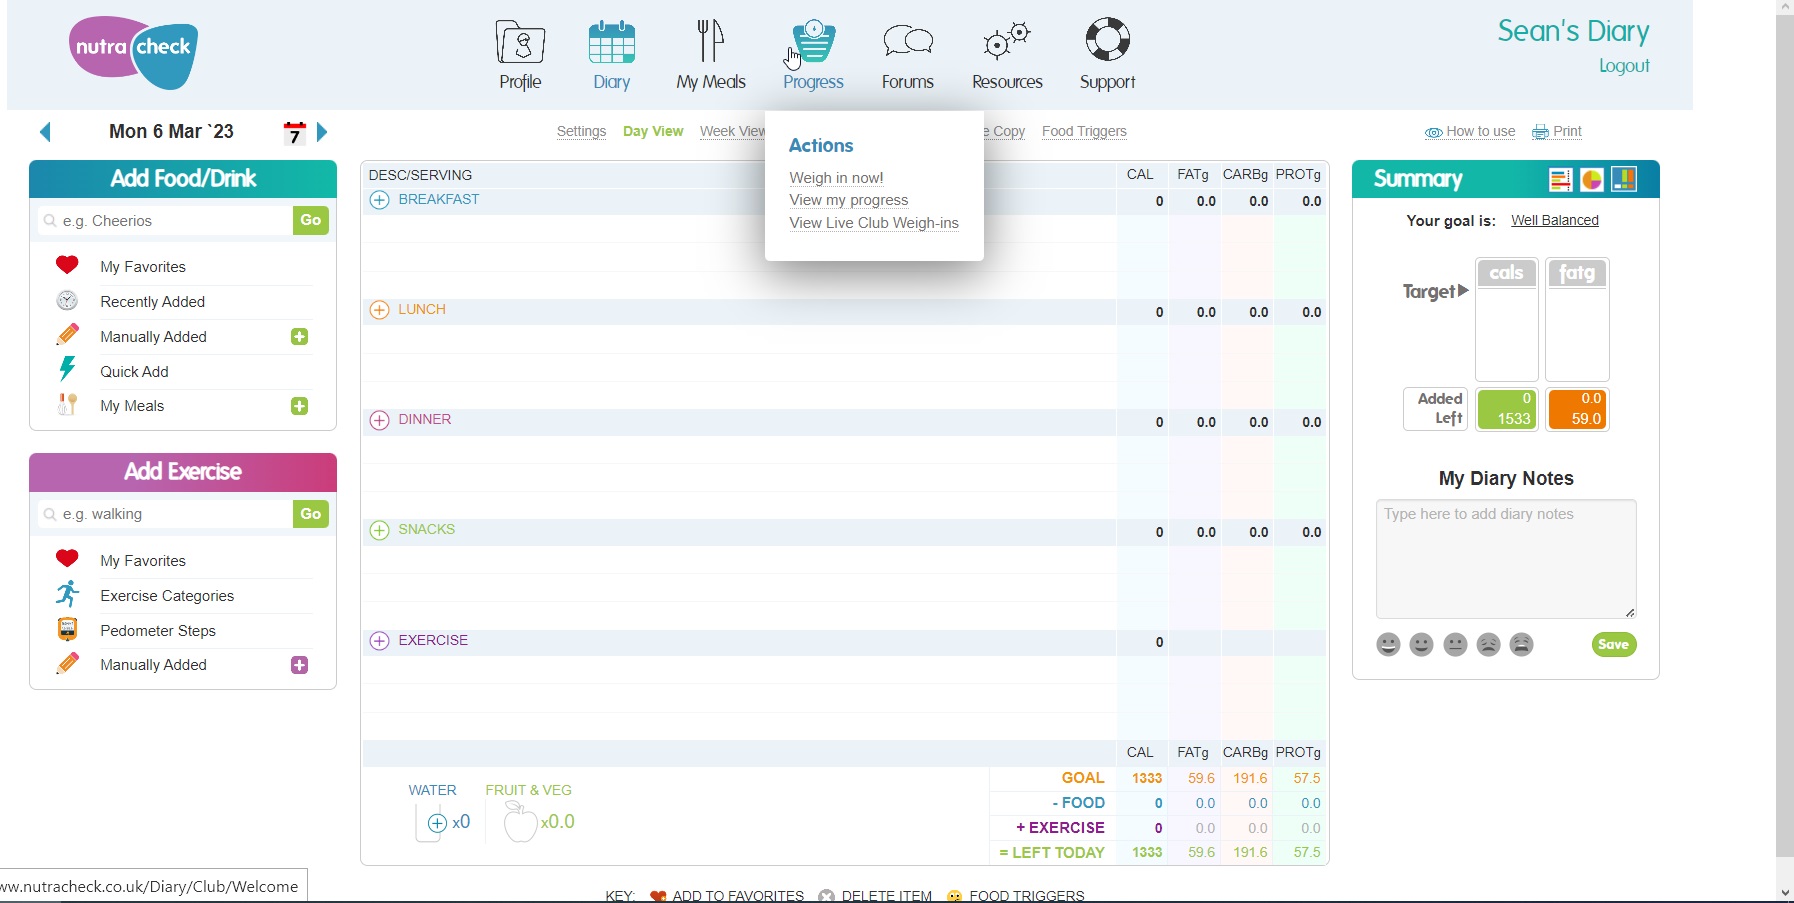 nutra check
Profile
Diary
My Meals
Progress
Forums
Resources
Support
Sean's Diary
Logout
Mon 6 Mar `23
7
Settings
Day View
Week View
e Copy
Food Triggers
How to use
Print
Actions
Weigh in now!
View my progress
View Live Club Weigh-ins
Add Food/Drink
e.g. Cheerios
Go
My Favorites
Recently Added
Manually Added
Quick Add
My Meals
Add Exercise
e.g. walking
Go
My Favorites
Exercise Categories
Pedometer Steps
Manually Added
DESC/SERVING CAL FATg CARBg PROTg
BREAKFAST 0 0.0 0.0 0.0
LUNCH 0 0.0 0.0 0.0
DINNER 0 0.0 0.0 0.0
SNACKS 0 0.0 0.0 0.0
EXERCISE 0
CAL FATg CARBg PROTg
GOAL 1333 59.6 191.6 57.5
- FOOD 0 0.0 0.0 0.0
+ EXERCISE 0 0.0 0.0 0.0
= LEFT TODAY 1333 59.6 191.6 57.5
WATER
x0
FRUIT & VEG
x0.0
Summary
Your goal is: Well Balanced
cals fatg
Target
Added 0 0.0
Left 1533 59.0
My Diary Notes
Type here to add diary notes
Save
ww.nutracheck.co.uk/Diary/Club/Welcome
KEY: ADD TO FAVORITES DELETE ITEM FOOD TRIGGERS